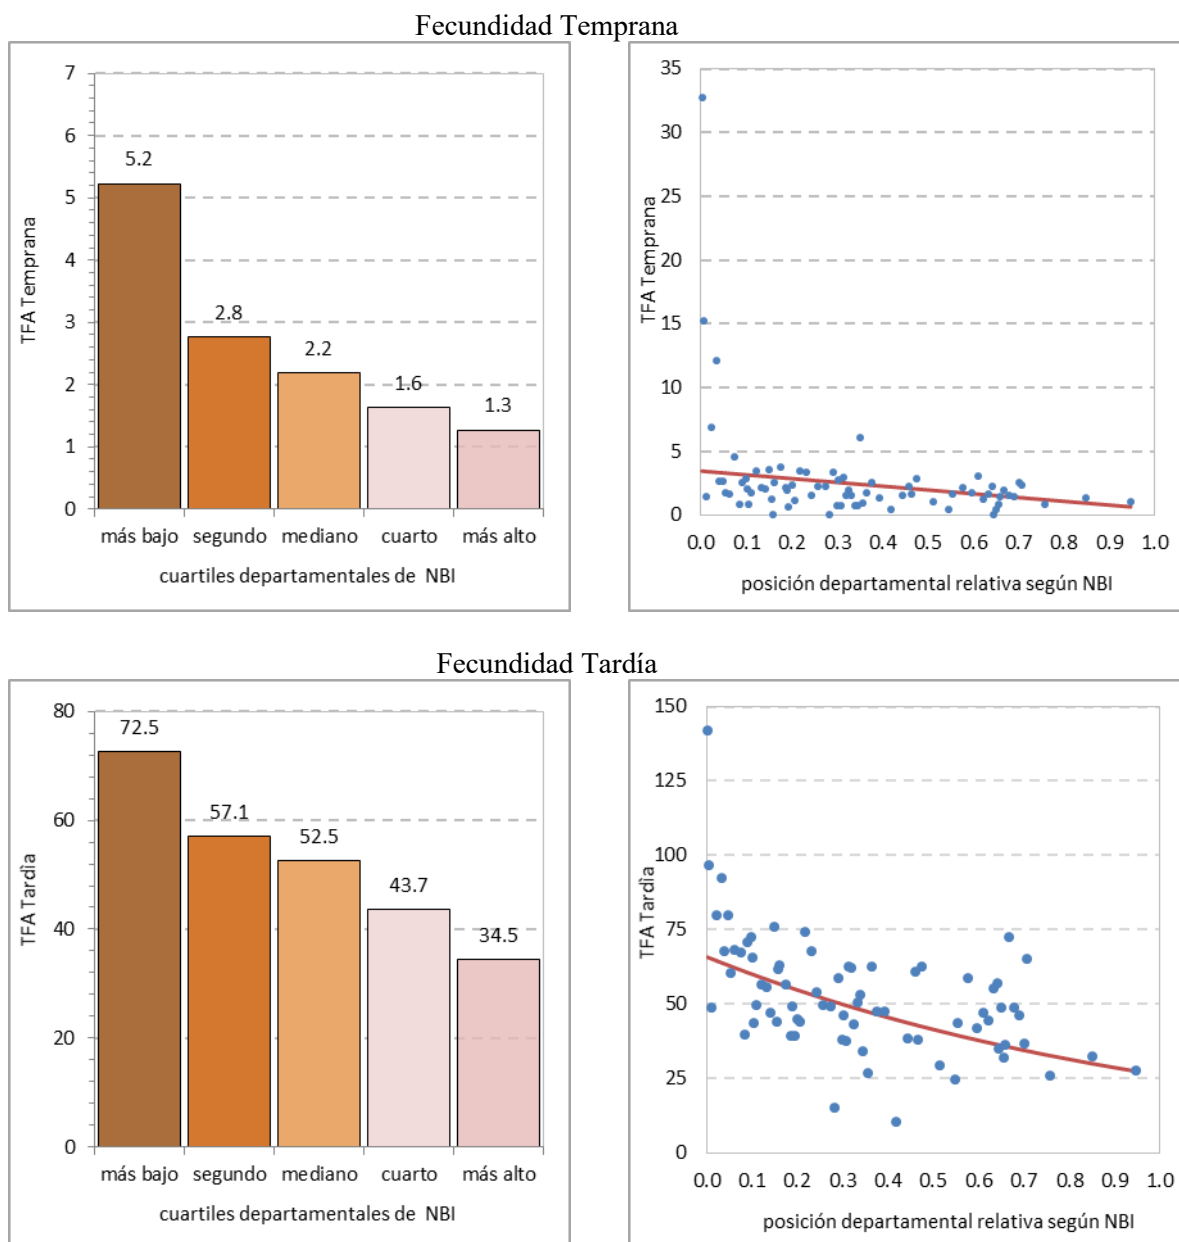 Fecundidad Temprana
TFA Temprana
7
6
5
4
3
2
1
0
5.2
2.8
2.2
1.6
1.3
más bajo segundo mediano cuarto más alto
cuartiles departamentales de NBI
TFA Temprana
35
30
25
20
15
10
5
0
0.0 0.1 0.2 0.3 0.4 0.5 0.6 0.7 0.8 0.9 1.0
posición departamental relativa según NBI
Fecundidad Tardía
TFA Tardìa
80
60
40
20
0
72.5
57.1
52.5
43.7
34.5
más bajo segundo mediano cuarto más alto
cuartiles departamentales de NBI
TFA Tardìa
150
125
100
75
50
25
0
0.0 0.1 0.2 0.3 0.4 0.5 0.6 0.7 0.8 0.9 1.0
posición departamental relativa según NBI